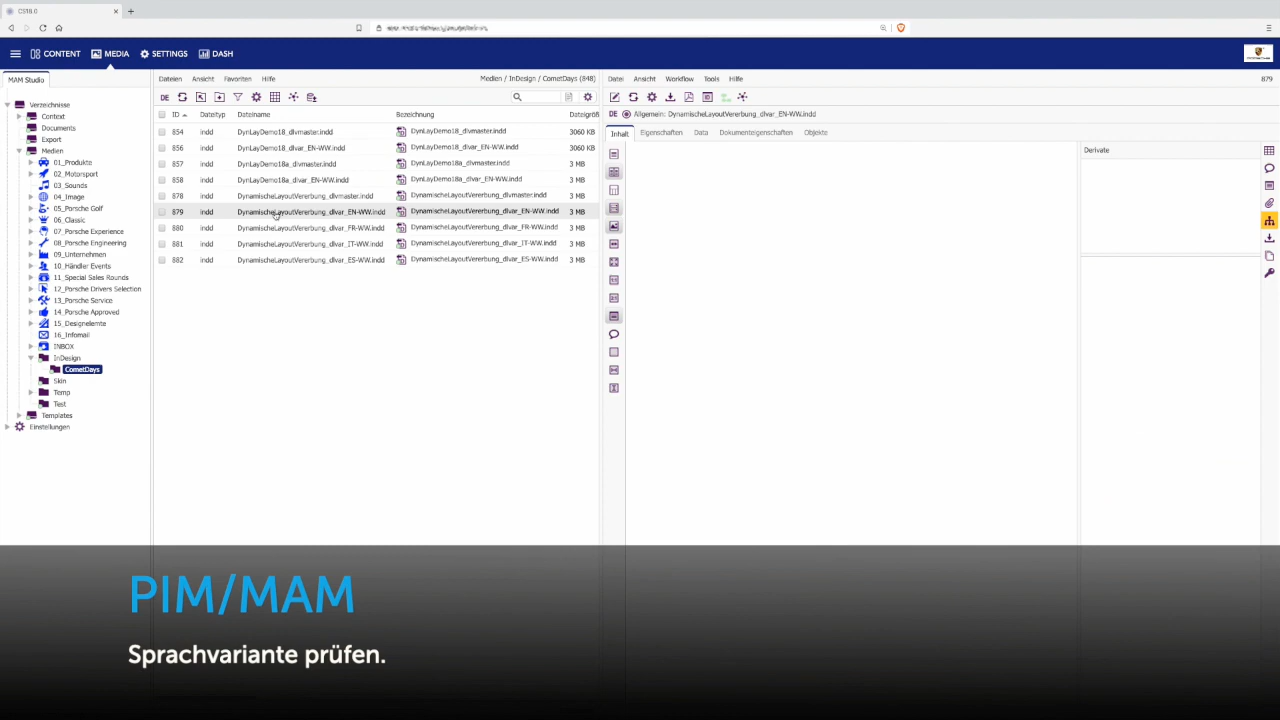 CS18.0
CONTENT MEDIA SETTINGS DASH
MAM Studio
Verzeichnisse
Context
Documents
Export
Medien
01_Produkte
02_Motorsport
03_Sounds
04_Image
05_Porsche Golf
06_Classic
07_Porsche Experience
08_Porsche Engineering
09_Unternehmen
10_Händler Events
11_Special Sales Rounds
12_Porsche Drivers Selection
13_Porsche Service
14_Porsche Approved
15_Designelemte
16_Infomail
INBOX
InDesign
CometDays
Skin
Temp
Test
Templates
Einstellungen
Dateien Ansicht Favoriten Hilfe Medien / InDesign / CometDays (848)
DE
ID Dateityp Dateiname Bezeichnung Dateigröß
854 indd DynLayDemo18_dlvmaster.indd DynLayDemo18_dlvmaster.indd 3060 KB
856 indd DynLayDemo18_dlvar_EN-WW.indd DynLayDemo18_dlvar_EN-WW.indd 3060 KB
857 indd DynLayDemo18a_dlvmaster.indd DynLayDemo18a_dlvmaster.indd 3 MB
858 indd DynLayDemo18a_dlvar_EN-WW.indd DynLayDemo18a_dlvar_EN-WW.indd 3 MB
878 indd DynamischeLayoutVererbung_dlvmaster.indd DynamischeLayoutVererbung_dlvmaster.indd 3 MB
879 indd DynamischeLayoutVererbung_dlvar_EN-WW.indd DynamischeLayoutVererbung_dlvar_EN-WW.indd 3 MB
880 indd DynamischeLayoutVererbung_dlvar_FR-WW.indd DynamischeLayoutVererbung_dlvar_FR-WW.indd 3 MB
881 indd DynamischeLayoutVererbung_dlvar_IT-WW.indd DynamischeLayoutVererbung_dlvar_IT-WW.indd 3 MB
882 indd DynamischeLayoutVererbung_dlvar_ES-WW.indd DynamischeLayoutVererbung_dlvar_ES-WW.indd 3 MB
Datei Ansicht Workflow Tools Hilfe 879
DE Allgemein: DynamischeLayoutVererbung_dlvar_EN-WW.indd
Inhalt Eigenschaften Data Dokumenteigenschaften Objekte
Derivate
PIM/MAM
Sprachvariante prüfen.